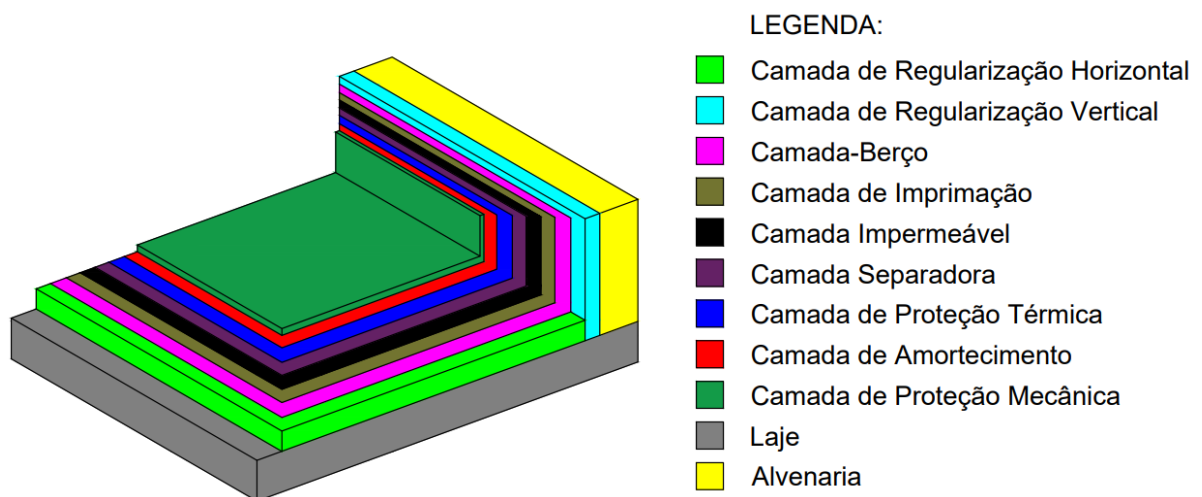 LEGENDA:
Camada de Regularização Horizontal
Camada de Regularização Vertical
Camada-Berço
Camada de Imprimação
Camada Impermeável
Camada Separadora
Camada de Proteção Térmica
Camada de Amortecimento
Camada de Proteção Mecânica
Laje
Alvenaria